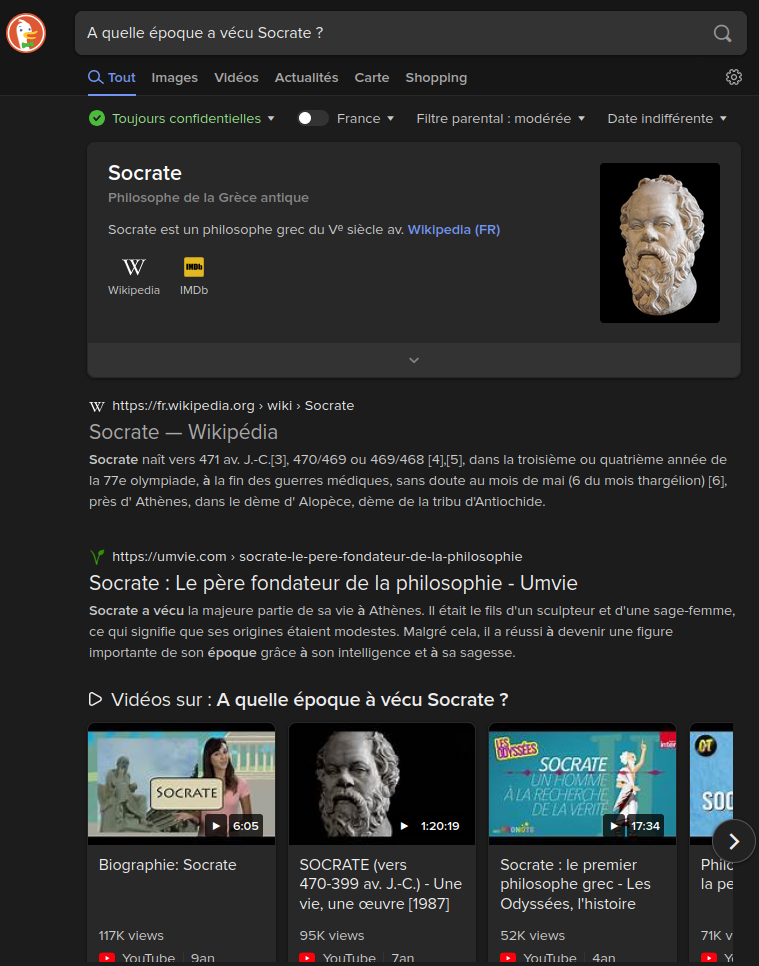 A quelle époque a vécu Socrate ?
Tout Images Vidéos Actualités Carte Shopping
Toujours confidentielles France Filtre parental : modérée Date indifférente
Socrate
Philosophe de la Grèce antique
Socrate est un philosophe grec du Vᵉ siècle av. Wikipedia (FR)
W IMDb
Wikipedia IMDb
https://fr.wikipedia.org › wiki › Socrate
Socrate — Wikipédia
Socrate naît vers 471 av. J.-C.[3], 470/469 ou 469/468 [4],[5], dans la troisième ou quatrième année de
la 77e olympiade, à la fin des guerres médiques, sans doute au mois de mai (6 du mois thargélion) [6],
près d' Athènes, dans le dème d' Alopèce, dème de la tribu d'Antiochide.
https://umvie.com › socrate-le-pere-fondateur-de-la-philosophie
Socrate : Le père fondateur de la philosophie - Umvie
Socrate a vécu la majeure partie de sa vie à Athènes. Il était le fils d'un sculpteur et d'une sage-femme,
ce qui signifie que ses origines étaient modestes. Malgré cela, il a réussi à devenir une figure
importante de son époque grâce à son intelligence et à sa sagesse.
Vidéos sur : A quelle époque à vécu Socrate ?
SOCRATE
6:05
Biographie: Socrate
117K views
YouTube 9an
1:20:19
SOCRATE (vers
470-399 av. J.-C.) - Une
vie, une œuvre [1987]
95K views
YouTube 7an
LES ODYSSÉES
inter
SOCRATE
UN HOMME
À LA RECHERCHE
DE LA VÉRITÉ
17:34
Socrate : le premier
philosophe grec - Les
Odyssées, l'histoire
52K views
YouTube 4an
OT
SOC
Philo
la pe
71K v
Y